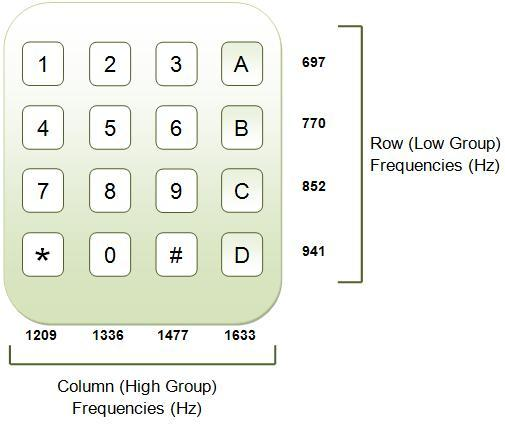 1 2 3 A 697
4 5 6 B 770
Row (Low Group)
Frequencies (Hz)
7 8 9 C 852
* 0 # D 941
1209 1336 1477 1633
Column (High Group)
Frequencies (Hz)